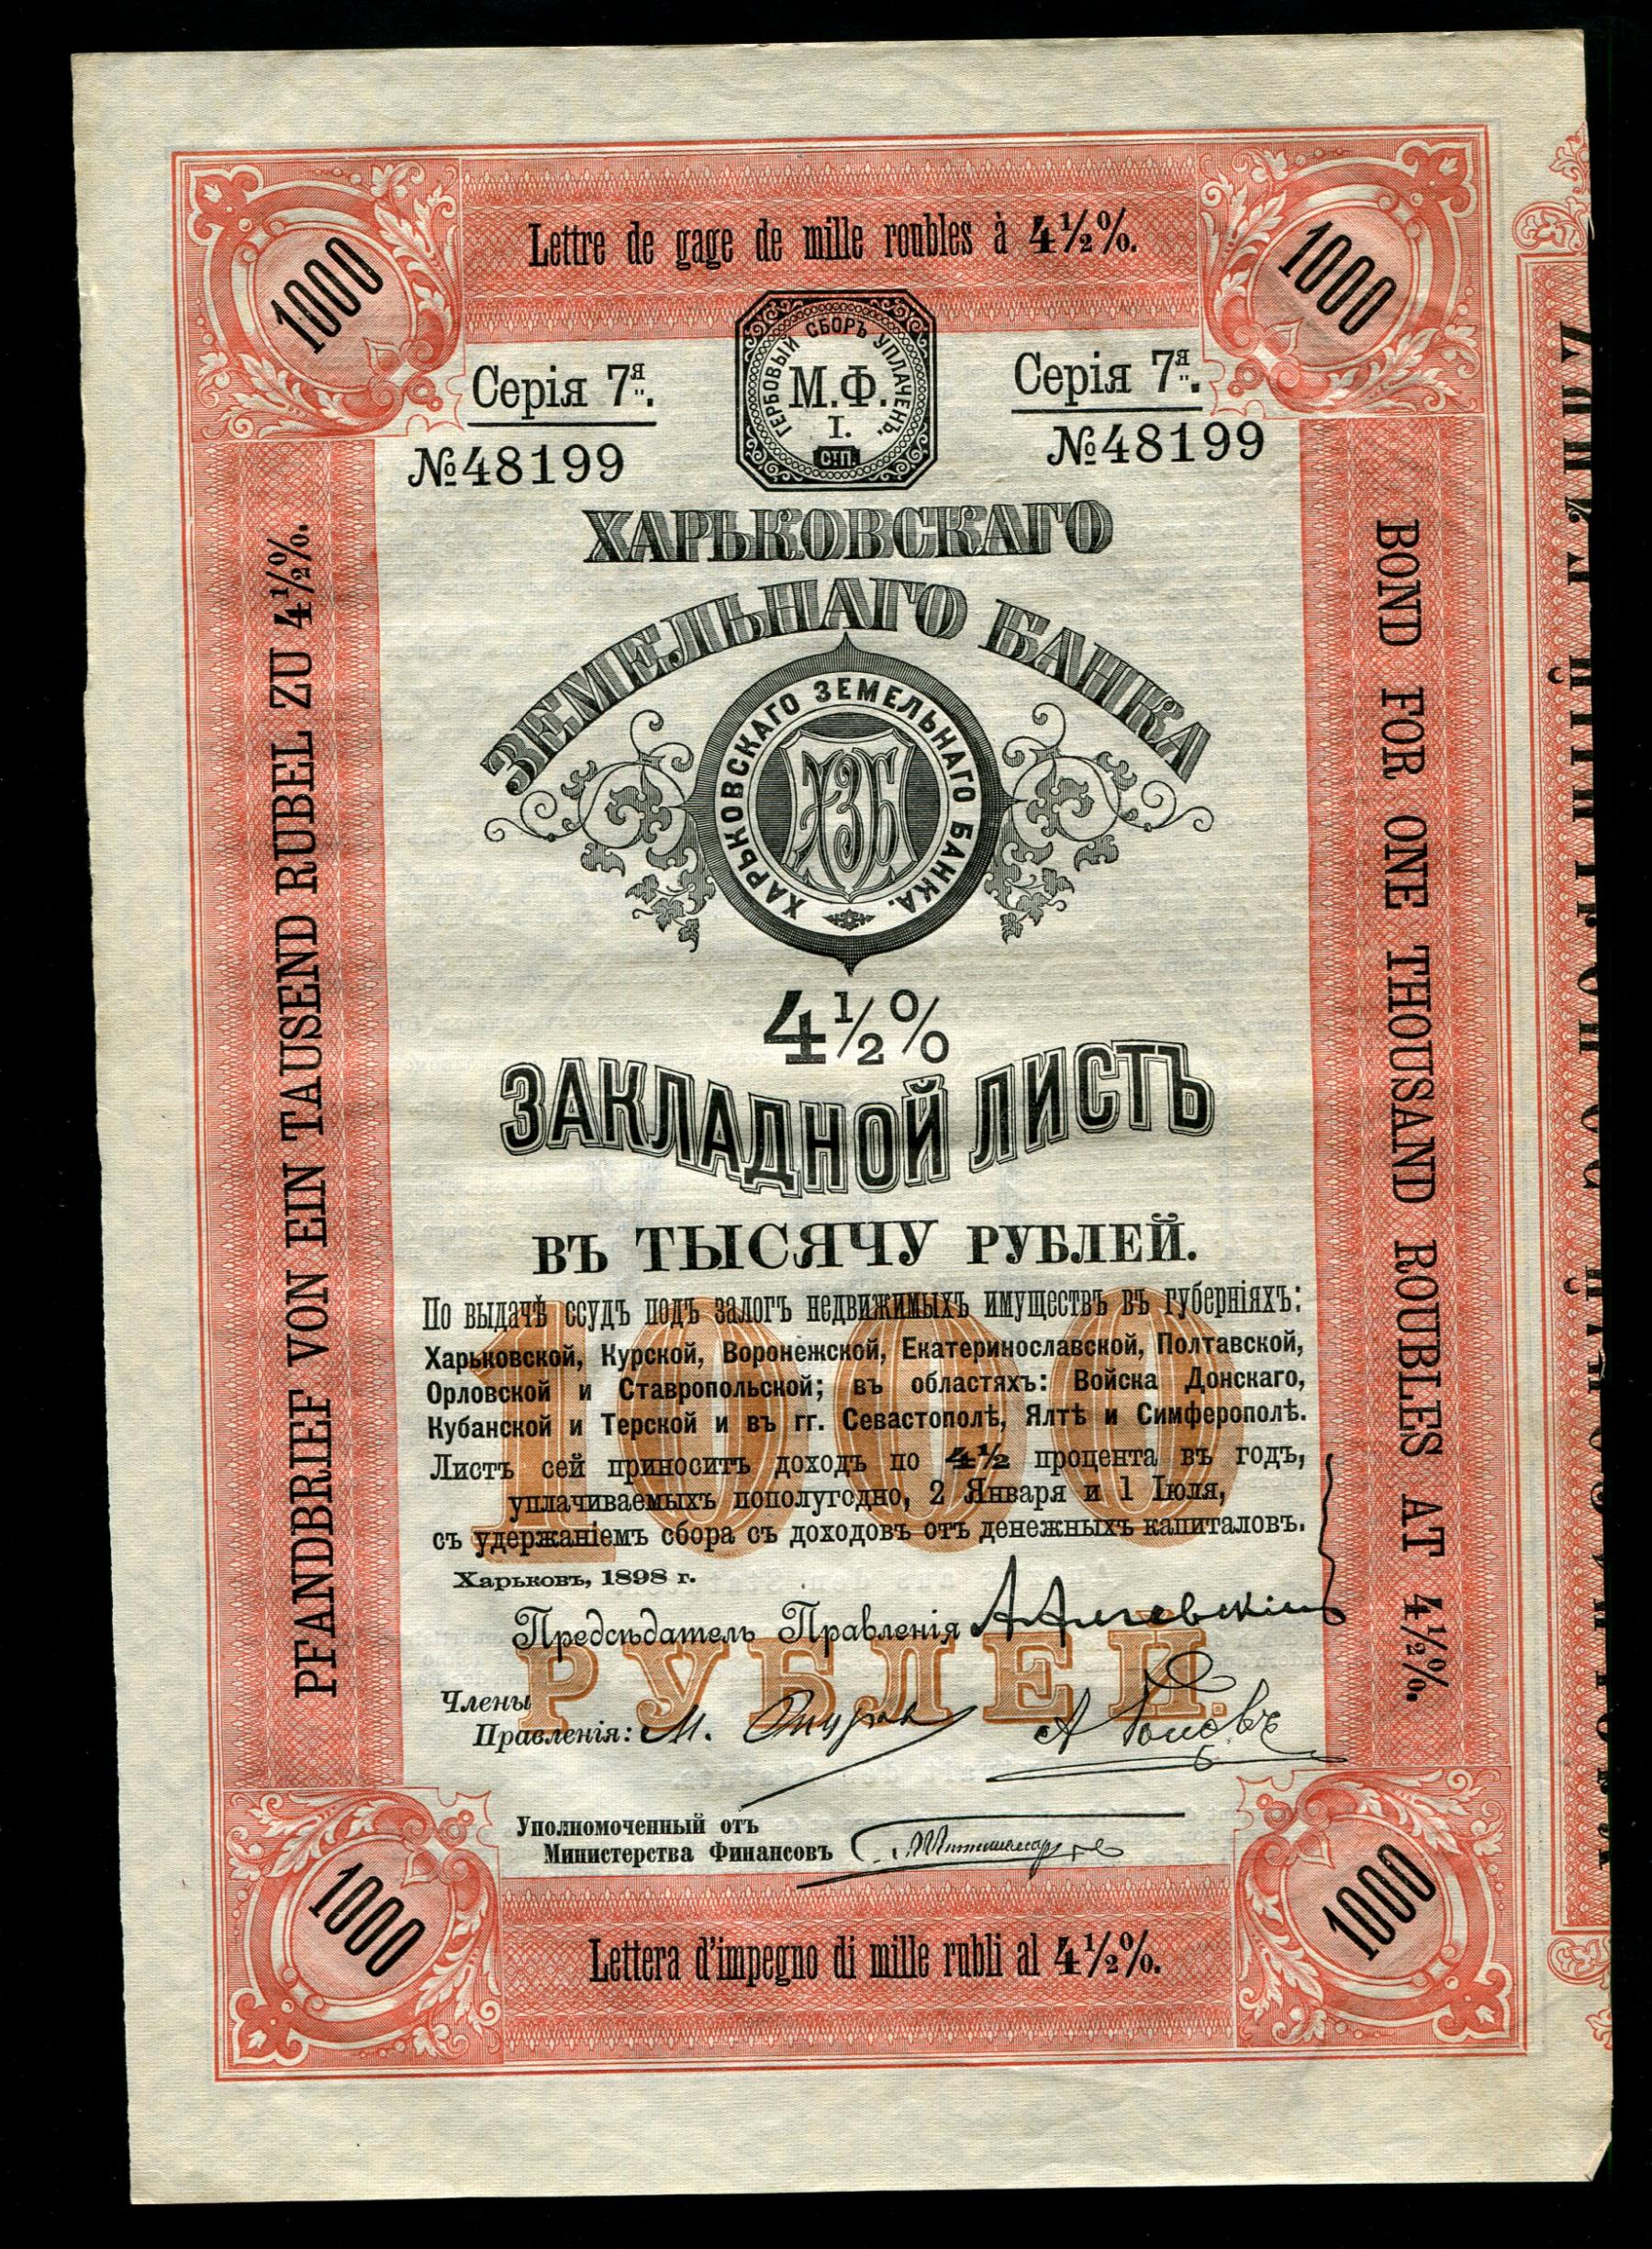 Lettre de gage de mille roubles à 4½%.
1000
1000
ГЕРБОВЫЙ СБОРЪ УПЛАЧЕНЪ.
М.Ф.
I.
С.П.
Серія 7я.
Серія 7я.
№48199
№48199
ХАРЬКОВСКАГО
ЗЕМЕЛЬНАГО БАНКА
ХАРЬКОВСКАГО ЗЕМЕЛЬНАГО БАНКА.
ХЗБ
4½%
ЗАКЛАДНОЙ ЛИСТЪ
ВЪ ТЫСЯЧУ РУБЛЕЙ.
По выдачѣ ссудъ подъ залогъ недвижимыхъ имуществъ въ губерніяхъ:
Харьковской, Курской, Воронежской, Екатеринославской, Полтавской,
Орловской и Ставропольской; въ областяхъ: Войска Донскаго,
Кубанской и Терской и въ гг. Севастополѣ, Ялтѣ и Симферополѣ.
Листъ сей приноситъ доходъ по 4½ процента въ годъ,
уплачиваемыхъ пополугодно, 2 Января и 1 Іюля,
съ удержаніемъ сбора съ доходовъ отъ денежныхъ капиталовъ.
1000
РУБЛЕЙ.
Харьковъ, 1898 г.
Предсѣдатель Правленія А. Алчевскій
Члены
Правленія: М.
А Поповъ
Уполномоченный отъ
Министерства Финансовъ
PFANDBRIEF VON EIN TAUSEND RUBEL ZU 4½%.
BOND FOR ONE THOUSAND ROUBLES AT 4½%.
1000
1000
Lettera d'impegno di mille rubli al 4½%.